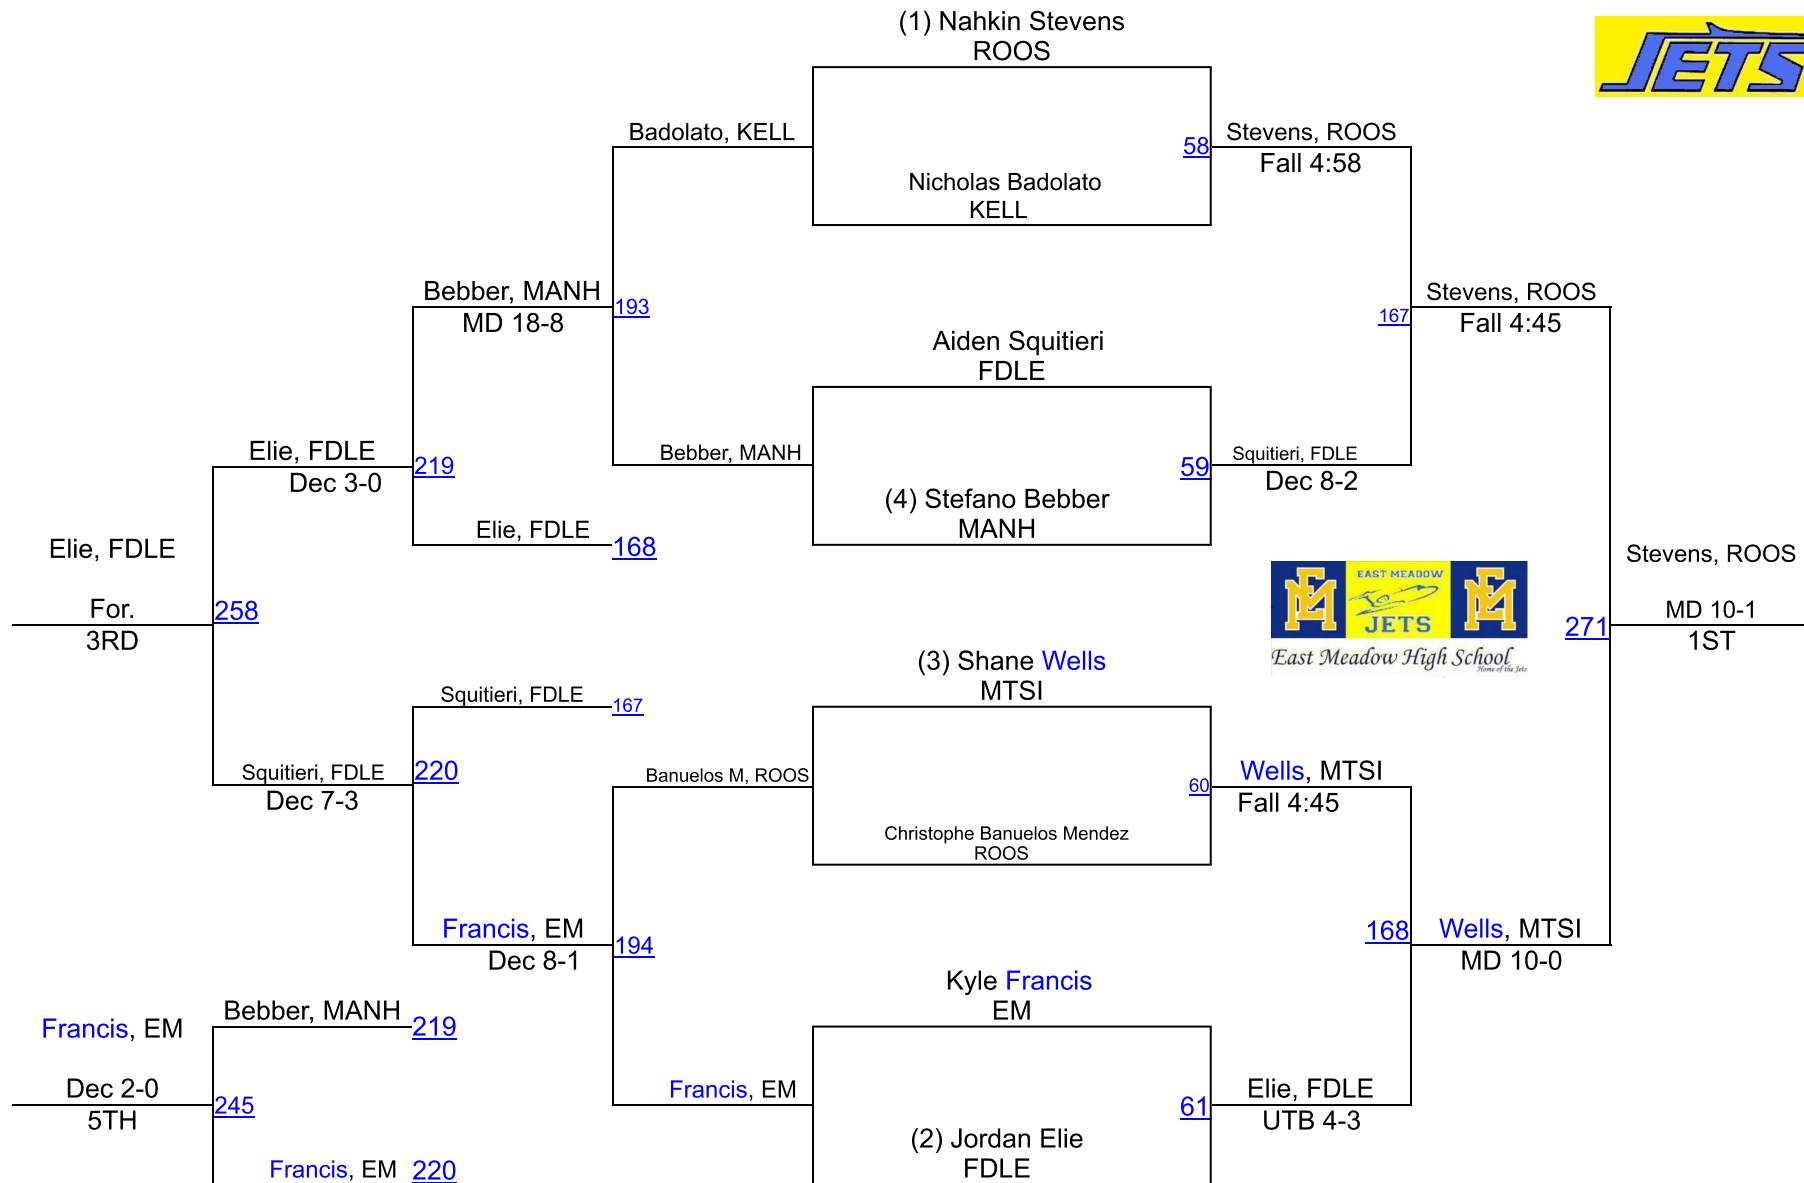 (1) Nahkin Stevens
ROOS
JETS
Badolato, KELL
58
Stevens, ROOS
Fall 4:58
Nicholas Badolato
KELL
Bebber, MANH
MD 18-8
193
Stevens, ROOS
Fall 4:45
167
Aiden Squitieri
FDLE
Elie, FDLE
Dec 3-0
219
Bebber, MANH
59
Squitieri, FDLE
Dec 8-2
(4) Stefano Bebber
MANH
Elie, FDLE
168
Elie, FDLE
For.
3RD
258
EM
EAST MEADOW
JETS
EM
East Meadow High School
Home of the Jets
Stevens, ROOS
MD 10-1
1ST
271
(3) Shane Wells
MTSI
Squitieri, FDLE
167
Squitieri, FDLE
Dec 7-3
220
Banuelos M, ROOS
60
Wells, MTSI
Fall 4:45
Christophe Banuelos Mendez
ROOS
Francis, EM
Dec 8-1
194
168
Wells, MTSI
MD 10-0
Kyle Francis
EM
Bebber, MANH
219
Francis, EM
Dec 2-0
5TH
245
Francis, EM
61
Elie, FDLE
UTB 4-3
(2) Jordan Elie
FDLE
Francis, EM
220